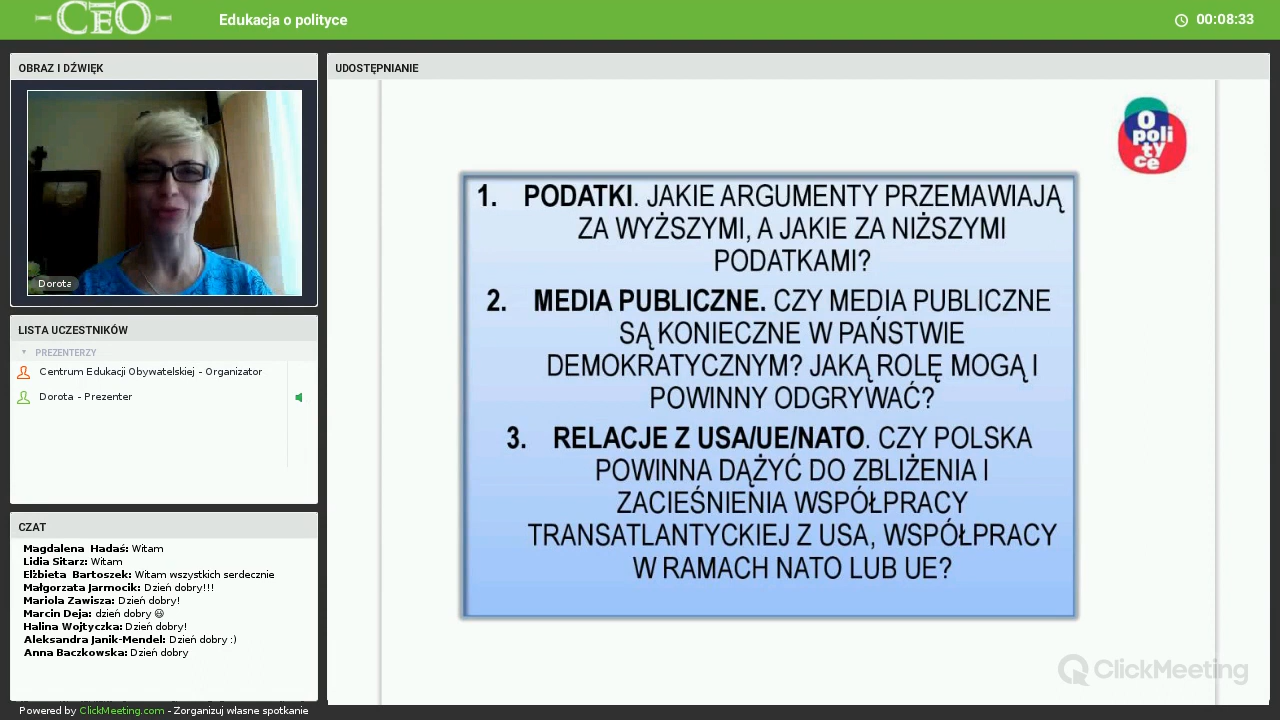 CEO
Edukacja o polityce
00:08:33
OBRAZ I DŹWIĘK
Dorota
LISTA UCZESTNIKÓW
PREZENTERZY
Centrum Edukacji Obywatelskiej - Organizator
Dorota - Prezenter
CZAT
Magdalena Hadaś: Witam
Lidia Sitarz: Witam
Elżbieta Bartoszek: Witam wszystkich serdecznie
Małgorzata Jarmocik: Dzień dobry!!!
Mariola Zawisza: Dzień dobry!
Marcin Deja: dzień dobry 😃
Halina Wojtyczka: Dzień dobry!
Aleksandra Janik-Mendel: Dzień dobry :)
Anna Baczkowska: Dzień dobry
Powered by ClickMeeting.com - Zorganizuj własne spotkanie
UDOSTĘPNIANIE
O
poli
ty
ce
1. PODATKI. JAKIE ARGUMENTY PRZEMAWIAJĄ
ZA WYŻSZYMI, A JAKIE ZA NIŻSZYMI
PODATKAMI?
2. MEDIA PUBLICZNE. CZY MEDIA PUBLICZNE
SĄ KONIECZNE W PAŃSTWIE
DEMOKRATYCZNYM? JAKĄ ROLĘ MOGĄ I
POWINNY ODGRYWAĆ?
3. RELACJE Z USA/UE/NATO. CZY POLSKA
POWINNA DĄŻYĆ DO ZBLIŻENIA I
ZACIEŚNIENIA WSPÓŁPRACY
TRANSATLANTYCKIEJ Z USA, WSPÓŁPRACY
W RAMACH NATO LUB UE?
ClickMeeting